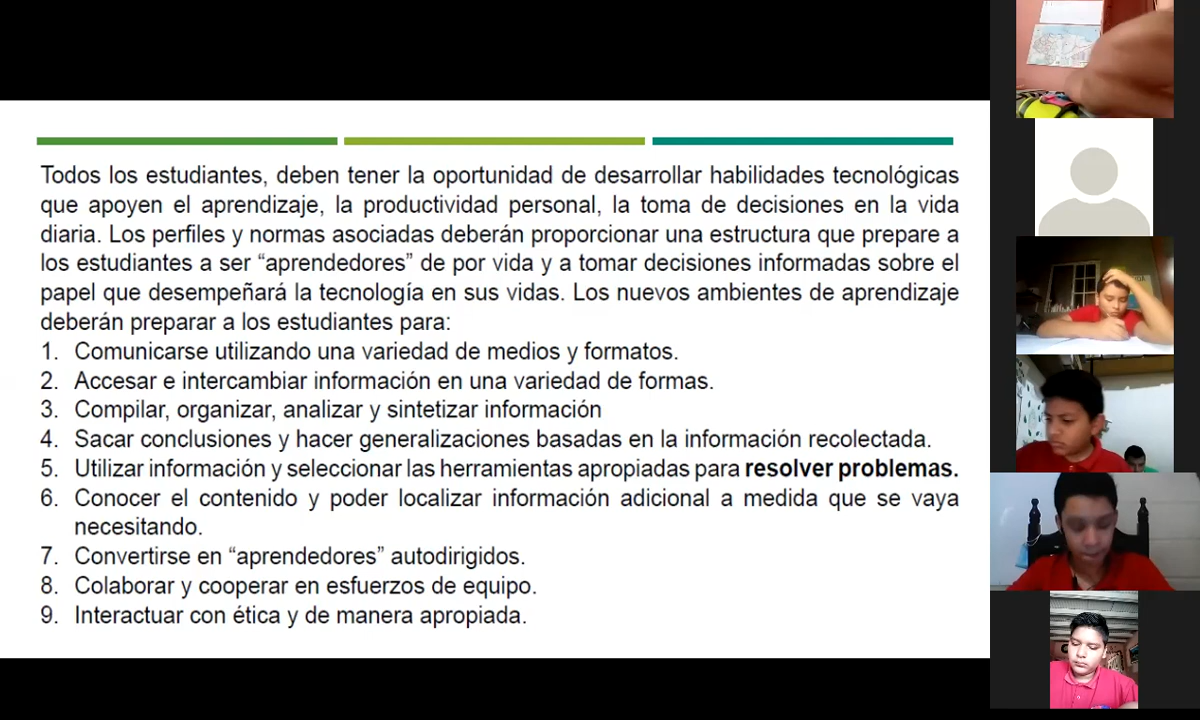 Todos los estudiantes, deben tener la oportunidad de desarrollar habilidades tecnológicas
que apoyen el aprendizaje, la productividad personal, la toma de decisiones en la vida
diaria. Los perfiles y normas asociadas deberán proporcionar una estructura que prepare a
los estudiantes a ser “aprendedores” de por vida y a tomar decisiones informadas sobre el
papel que desempeñará la tecnología en sus vidas. Los nuevos ambientes de aprendizaje
deberán preparar a los estudiantes para:
1. Comunicarse utilizando una variedad de medios y formatos.
2. Accesar e intercambiar información en una variedad de formas.
3. Compilar, organizar, analizar y sintetizar información
4. Sacar conclusiones y hacer generalizaciones basadas en la información recolectada.
5. Utilizar información y seleccionar las herramientas apropiadas para resolver problemas.
6. Conocer el contenido y poder localizar información adicional a medida que se vaya
necesitando.
7. Convertirse en “aprendedores” autodirigidos.
8. Colaborar y cooperar en esfuerzos de equipo.
9. Interactuar con ética y de manera apropiada.